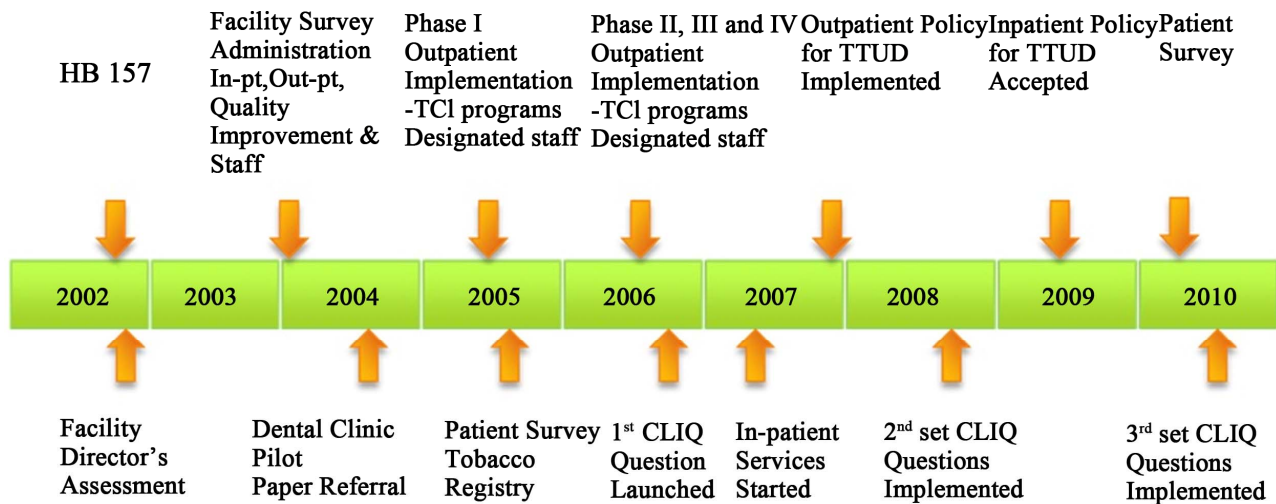 HB 157
Facility Survey
Administration
In-pt,Out-pt,
Quality
Improvement &
Staff
Phase I
Outpatient
Implementation
-TCl programs
Designated staff
Phase II, III and IV
Outpatient
Implementation
-TCl programs
Designated staff
Outpatient Policy
for TTUD
Implemented
Inpatient Policy
for TTUD
Accepted
Patient
Survey
2002
2003
2004
2005
2006
2007
2008
2009
2010
Facility
Director’s
Assessment
Dental Clinic
Pilot
Paper Referral
Patient Survey
Tobacco
Registry
1st CLIQ
Question
Launched
In-patient
Services
Started
2nd set CLIQ
Questions
Implemented
3rd set CLIQ
Questions
Implemented